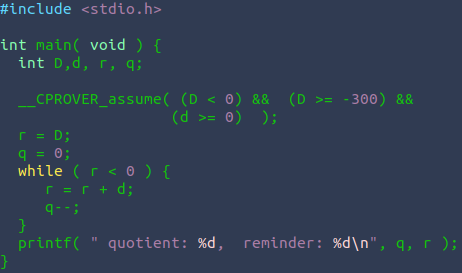 #include <stdio.h>
int main( void ) {
int D,d, r, q;
__CPROVER_assume( (D < 0) &&  (D >= -300) &&
(d >= 0)  );
r = D;
q = 0;
while ( r < 0 ) {
r = r + d;
q--;
}
printf( " quotient: %d,  reminder: %d\n", q, r );
}